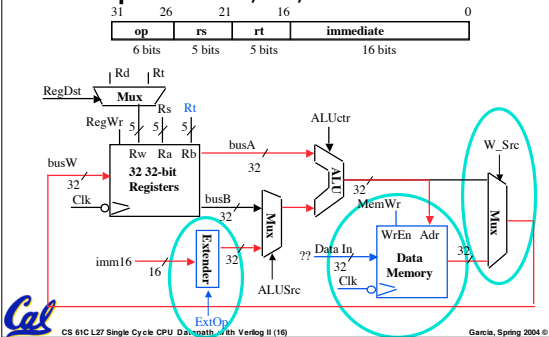 31 26 21 16 0
op rs rt immediate
6 bits 5 bits 5 bits 16 bits
Rd Rt
RegDst
Mux
Rs Rt
RegWr 5 5 5
ALUctr
busA
Rw Ra Rb
busW
32
32 32-bit
Registers
32
ALU
32
W_Src
Clk
busB
32
Mux
MemWr
WrEn Adr
Mux
imm16
16
Extender
32
?? Data In
32
Data
Memory
32
Clk
ALUSrc
ExtOp
Cal
CS 61C L27 Single Cycle CPU Datapath, with Verilog II (16)
Garcia, Spring 2004 ©